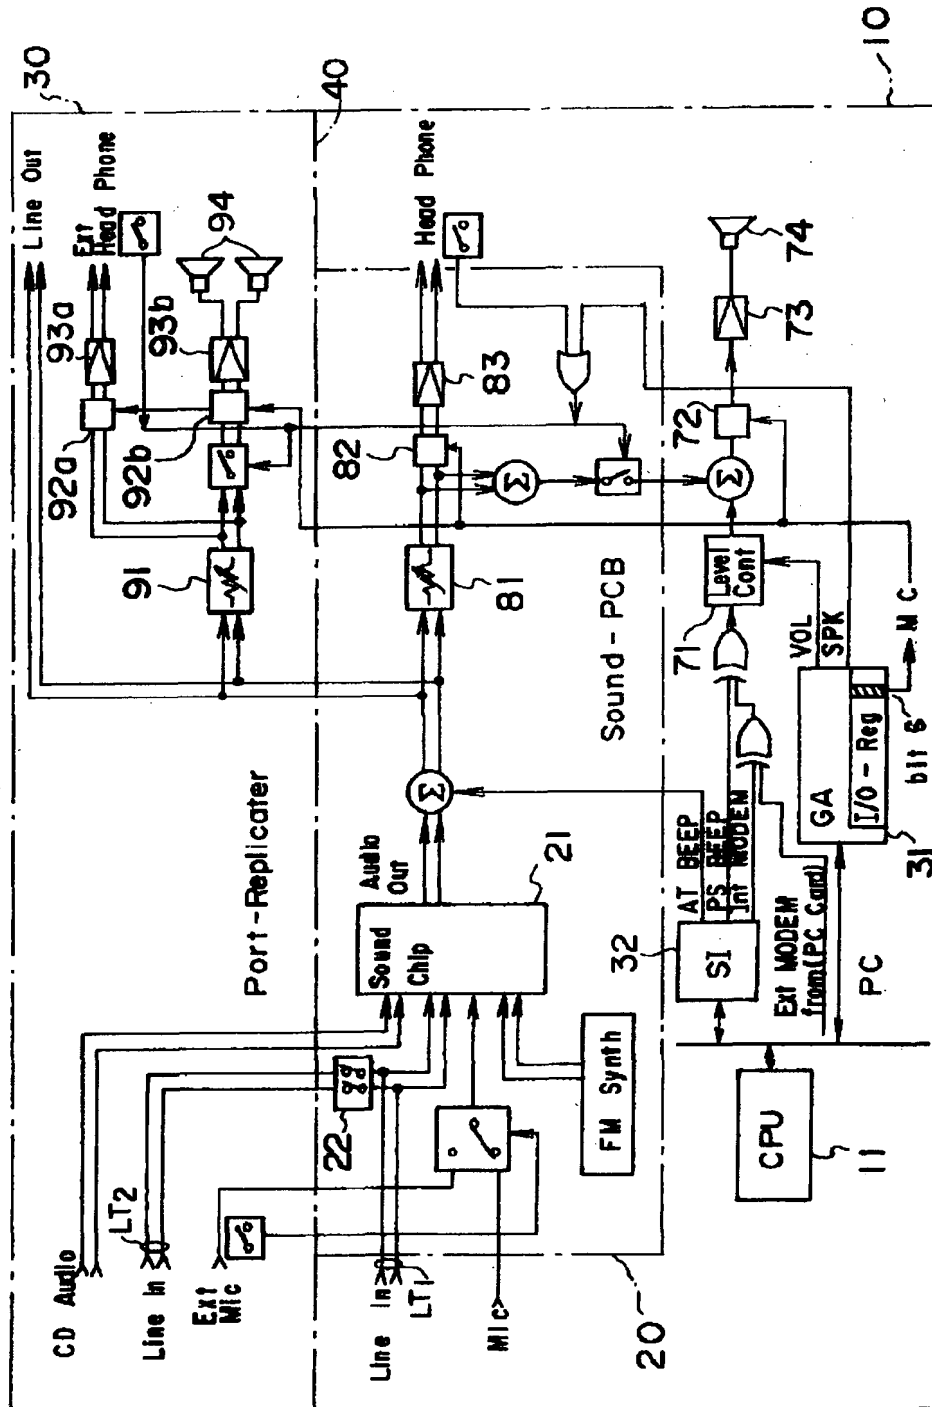 30
Line Out
Ext
Head Phone
93a
92a
94
93b
92b
91
40
Head Phone
83
82
81
10
74
73
72
71
Level
Cont
VOL
SPK
M C
bit 6
Sound-PCB
Port-Replicater
Audio
Out
21
Sound
Chip
Σ
Σ
Σ
AT BEEP
PS BEEP
Int MODEM
32
SI
GA
I/O-Reg
31
Ext MODEM
from(PC Card)
PC
22
FM Synth
CPU
11
CD Audio
LT2
Line In
Ext
Mic
Line In
LT1
Mic
20